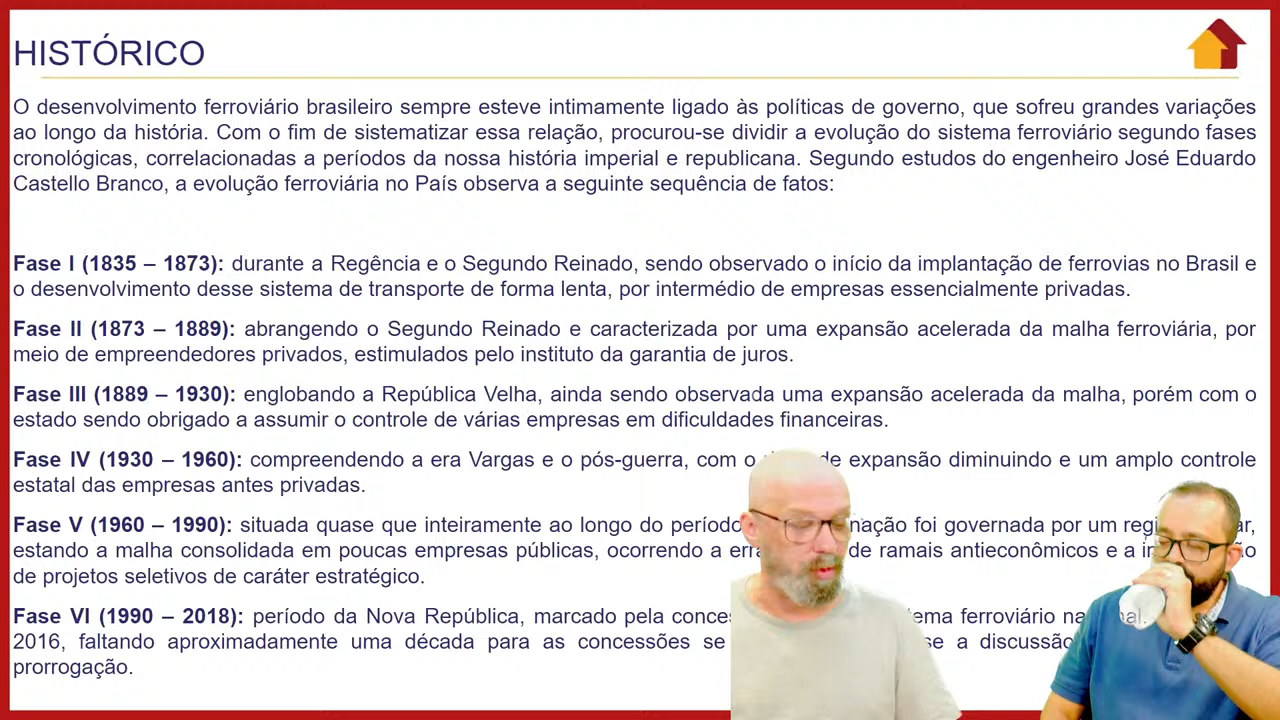 HISTÓRICO
O desenvolvimento ferroviário brasileiro sempre esteve intimamente ligado às políticas de governo, que sofreu grandes variações
ao longo da história. Com o fim de sistematizar essa relação, procurou-se dividir a evolução do sistema ferroviário segundo fases
cronológicas, correlacionadas a períodos da nossa história imperial e republicana. Segundo estudos do engenheiro José Eduardo
Castello Branco, a evolução ferroviária no País observa a seguinte sequência de fatos:
Fase I (1835 – 1873): durante a Regência e o Segundo Reinado, sendo observado o início da implantação de ferrovias no Brasil e
o desenvolvimento desse sistema de transporte de forma lenta, por intermédio de empresas essencialmente privadas.
Fase II (1873 – 1889): abrangendo o Segundo Reinado e caracterizada por uma expansão acelerada da malha ferroviária, por
meio de empreendedores privados, estimulados pelo instituto da garantia de juros.
Fase III (1889 – 1930): englobando a República Velha, ainda sendo observada uma expansão acelerada da malha, porém com o
estado sendo obrigado a assumir o controle de várias empresas em dificuldades financeiras.
Fase IV (1930 – 1960): compreendendo a era Vargas e o pós-guerra, com o de expansão diminuindo e um amplo controle
estatal das empresas antes privadas.
Fase V (1960 – 1990): situada quase que inteiramente ao longo do período foi governada por um
estando a malha consolidada em poucas empresas públicas, ocorrendo a de ramais antieconômicos e a
de projetos seletivos de caráter estratégico.
Fase VI (1990 – 2018): período da Nova República, marcado pela ferroviário
2016, faltando aproximadamente uma década para as concessões se a discussão
prorrogação.